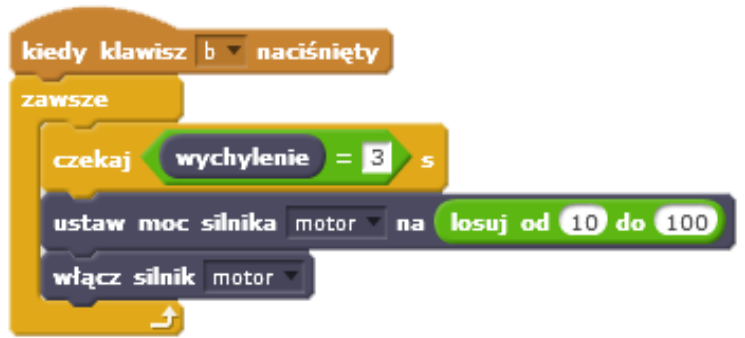 kiedy klawisz b naciśnięty
zawsze
czekaj wychylenie = 3 s
ustaw moc silnika motor na losuj od 10 do 100
włącz silnik motor